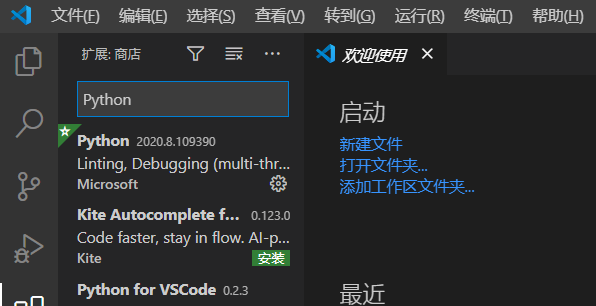 文件(F) 编辑(E) 选择(S) 查看(V) 转到(G) 运行(R) 终端(T) 帮助(H)
扩展: 商店
Python
Python 2020.8.109390
Linting, Debugging (multi-thr...
Microsoft
Kite Autocomplete f... 0.123.0
Code faster, stay in flow. AI-p...
Kite 安装
Python for VSCode 0.2.3
欢迎使用
启动
新建文件
打开文件夹...
添加工作区文件夹...
最近